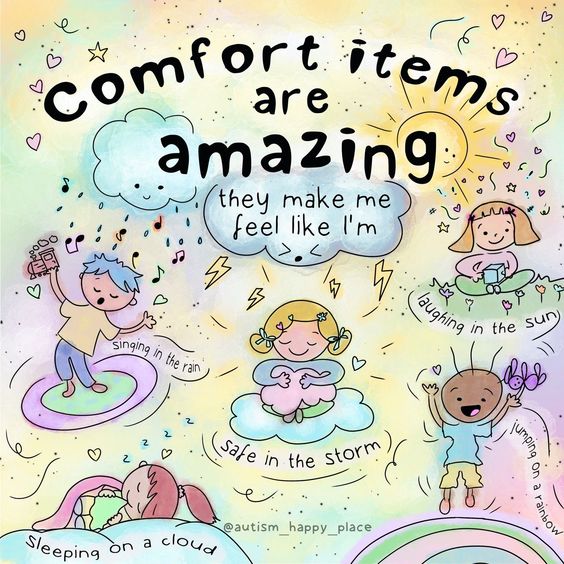 Comfort items
are
amazing
they make me
feel like I'm
singing in the rain
laughing in the sun
safe in the storm
jumping on a rainbow
sleeping on a cloud
z z z z z
@autism_happy_place